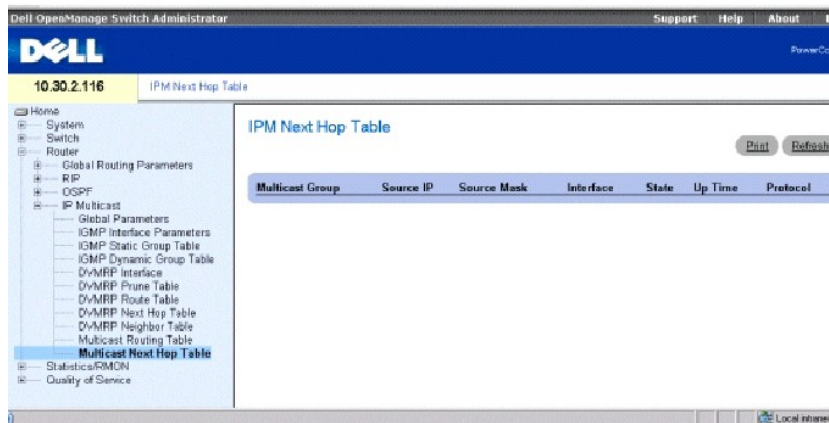 Dell OpenManage Switch Administrator
Support Help About
DELL
PowerCo
10.30.2.116
IPM Next Hop Table
Home
System
Switch
Router
Global Routing Parameters
RIP
OSPF
IP Multicast
Global Parameters
IGMP Interface Parameters
IGMP Static Group Table
IGMP Dynamic Group Table
DVMRP Interface
DVMRP Prune Table
DVMRP Route Table
DVMRP Next Hop Table
DVMRP Neighbor Table
Multicast Routing Table
Multicast Next Hop Table
Statistics/RMON
Quality of Service
IPM Next Hop Table
Print Refresh
Multicast Group Source IP Source Mask Interface State Up Time Protocol
Local intrane